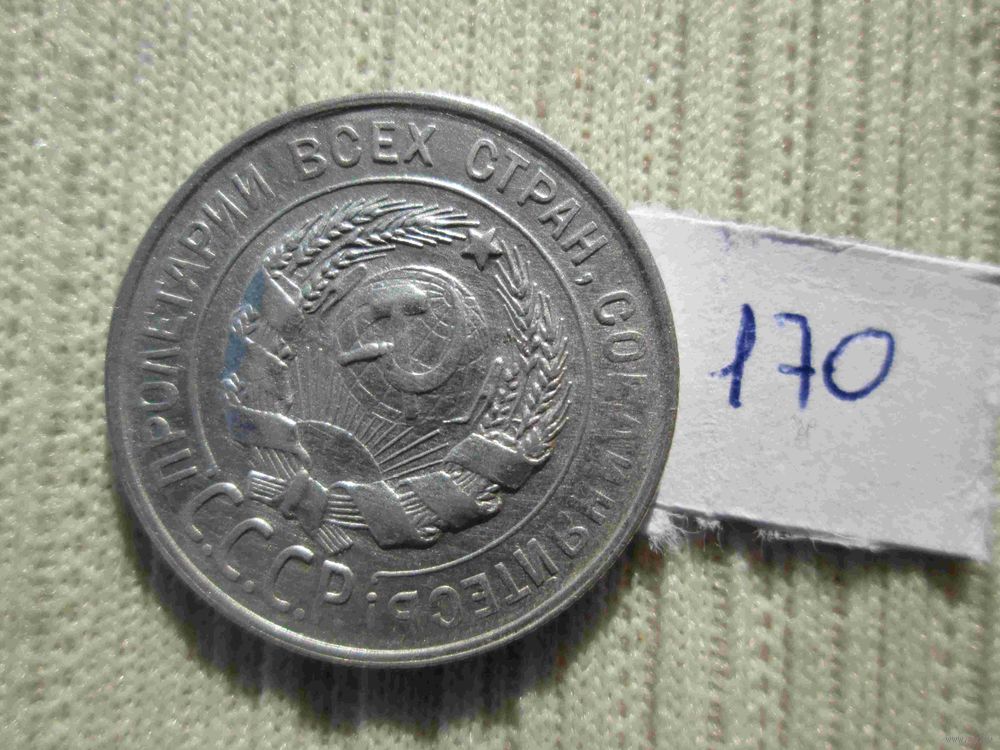 ПРОЛЕТАРИИ ВСЕХ СТРАН, СОЕДИНЯЙТЕСЬ!
С.С.С.Р.
170